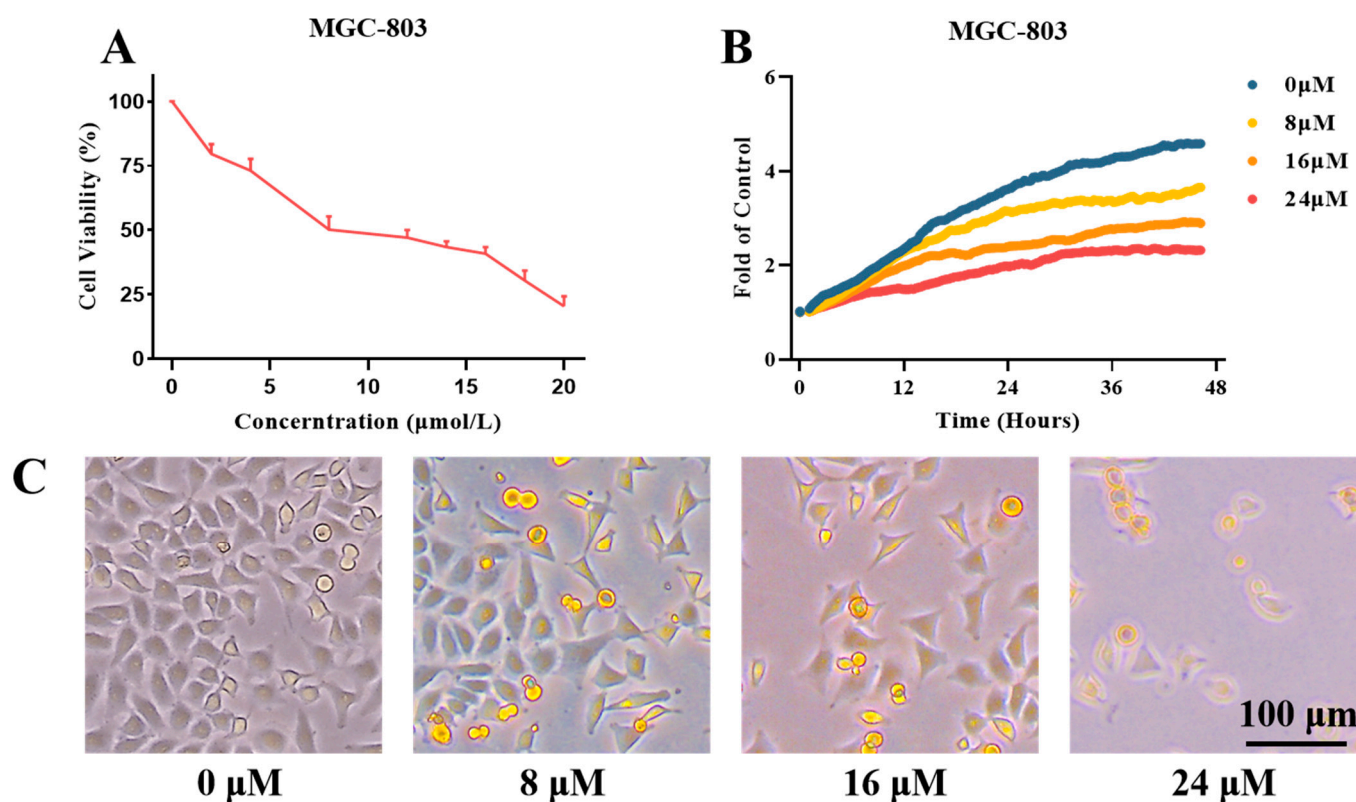 A
MGC-803
Cell Viability (%)
100
75
50
25
0
0 5 10 15 20
Concerntration (μmol/L)
B
MGC-803
Fold of Control
6
4
2
0
0 12 24 36 48
Time (Hours)
0μM
8μM
16μM
24μM
C
100 μm
0 μM 8 μM 16 μM 24 μM